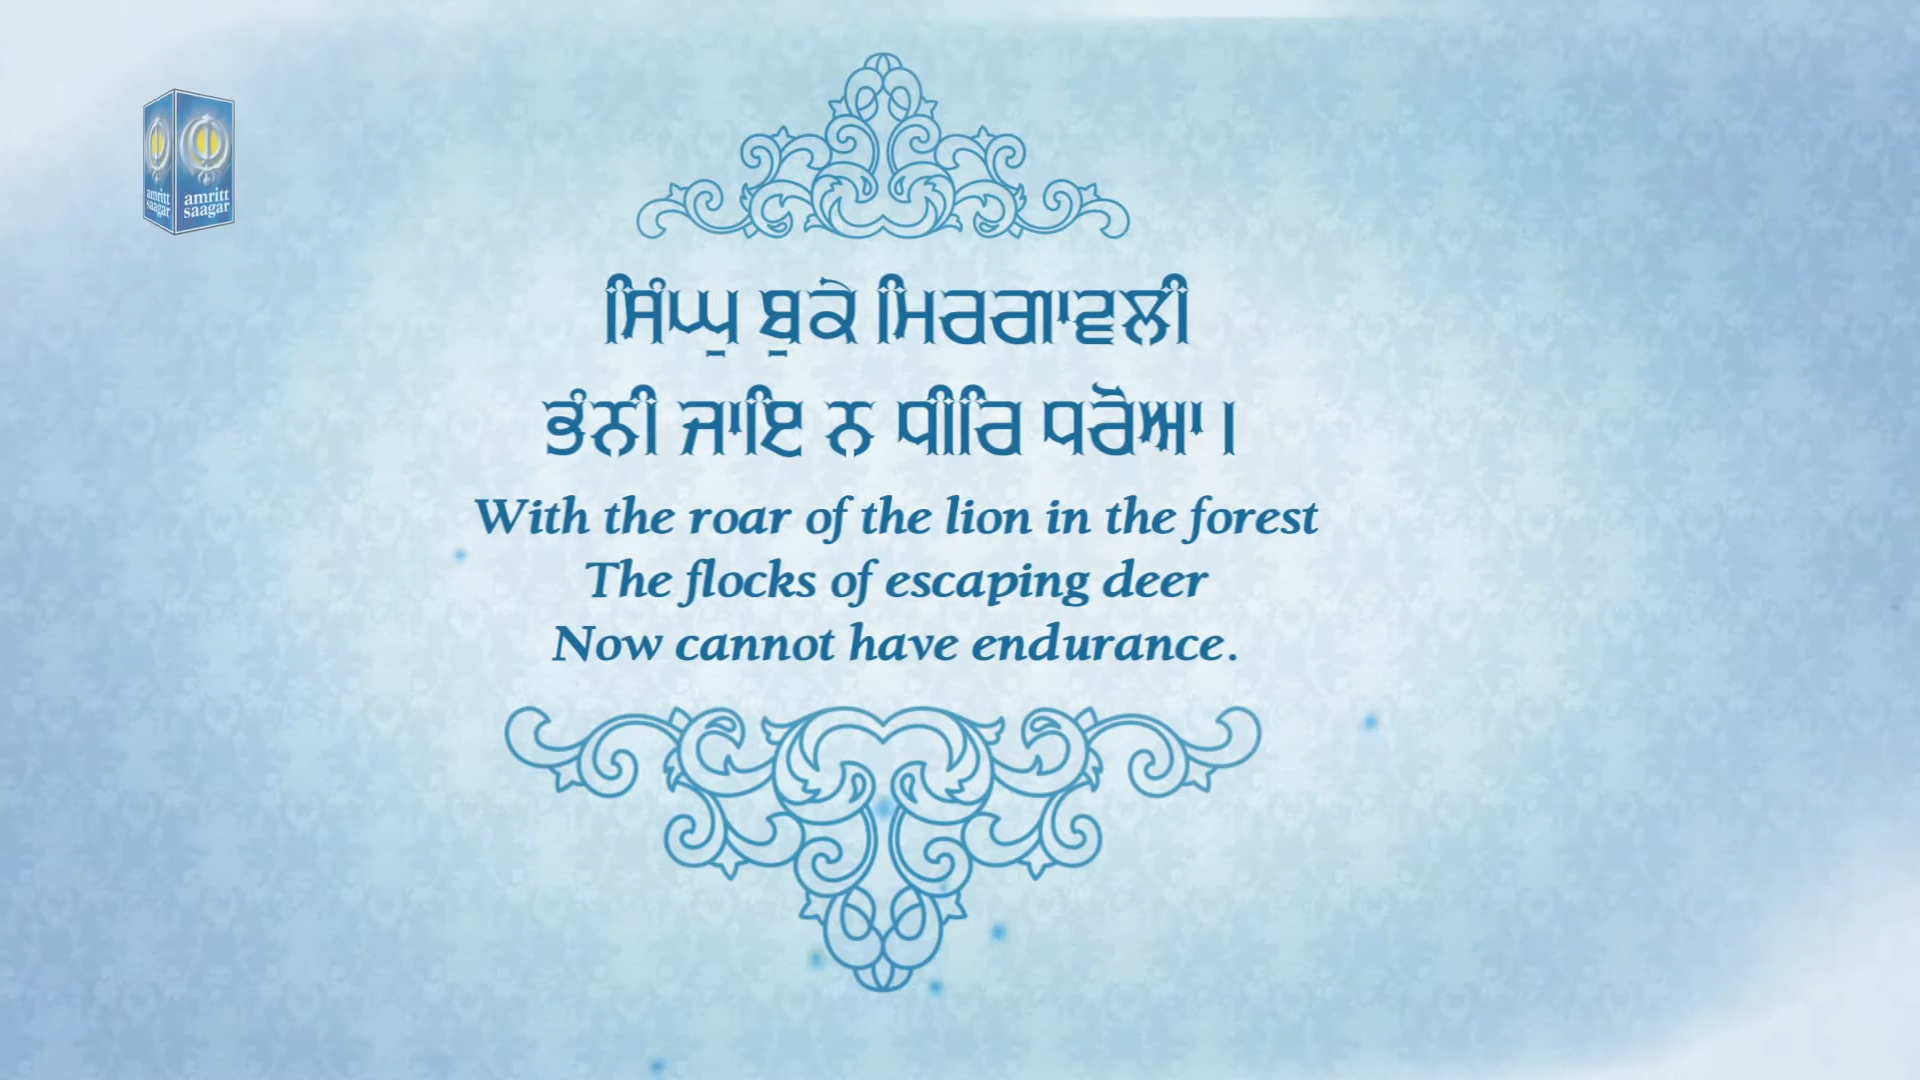 amritt
saagar
amritt
saagar
ਸਿੰਘੁ ਬੁਕੇ ਮਿਰਗਾਵਲੀ
ਭੰਨੀ ਜਾਇ ਨ ਧੀਰਿ ਧਰੋਆ।
With the roar of the lion in the forest
The flocks of escaping deer
Now cannot have endurance.